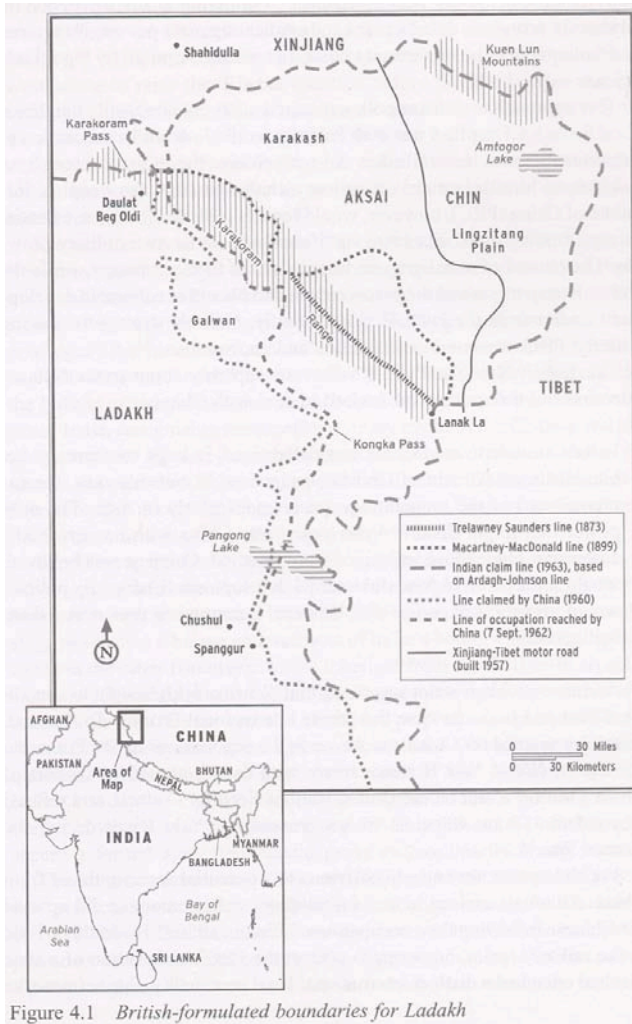 XINJIANG
Shahidulla
Kuen Lun
Mountains
Karakoram
Pass
Karakash
Amtogor
Lake
AKSAI
CHIN
Daulat
Beg Oldi
Lingzitang
Plain
Karakoram
Range
Galwan
TIBET
LADAKH
Lanak La
Kongka Pass
Pangong
Lake
Trelawney Saunders line (1873)
Macartney-MacDonald line (1899)
Indian claim line (1963), based
on Ardagh-Johnson line
Line claimed by China (1960)
Line of occupation reached by
China (7 Sept. 1962)
Xinjiang-Tibet motor road
(built 1957)
Chushul
Spanggur
N
AFGHAN.
CHINA
PAKISTAN
Area of
Map
NEPAL
BHUTAN
INDIA
BANGLADESH
MYANMAR
Bay of
Bengal
Arabian
Sea
SRI LANKA
0 30 Miles
0 30 Kilometers
Figure 4.1 British-formulated boundaries for Ladakh